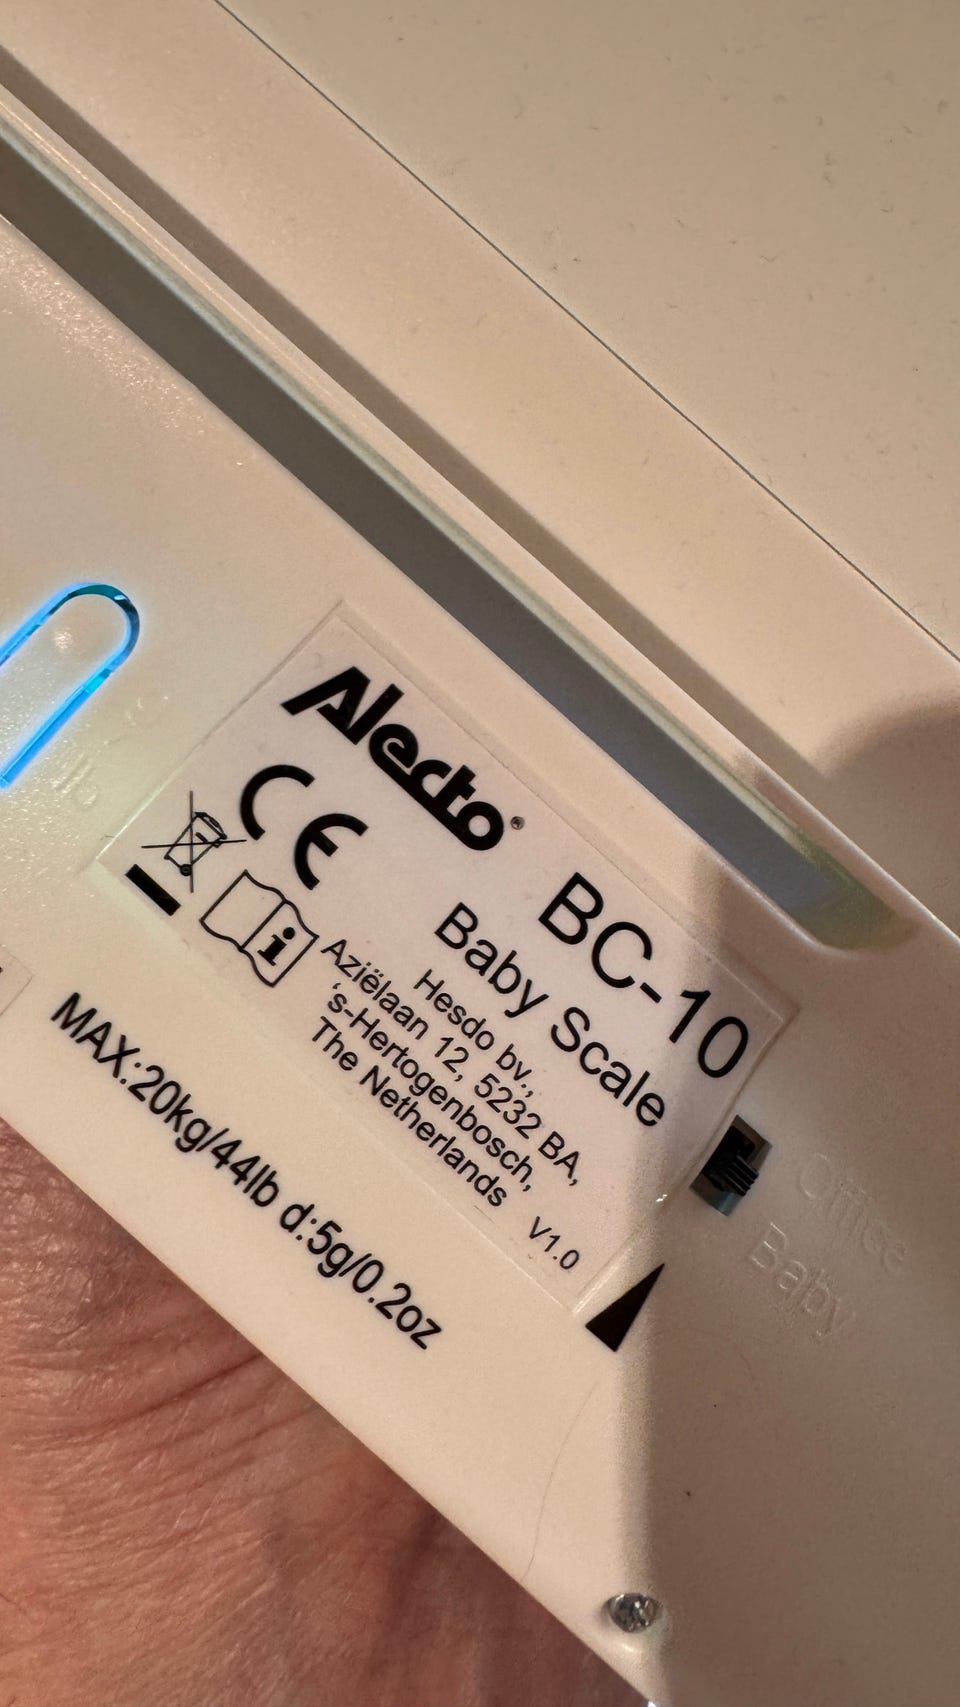 Alecto®
CE
BC-10
Baby Scale
Hesdo bv.,
Aziëlaan 12, 5232 BA,
's-Hertogenbosch,
The Netherlands
V1.0
MAX:20kg/44lb d:5g/0.2oz
Office
Baby